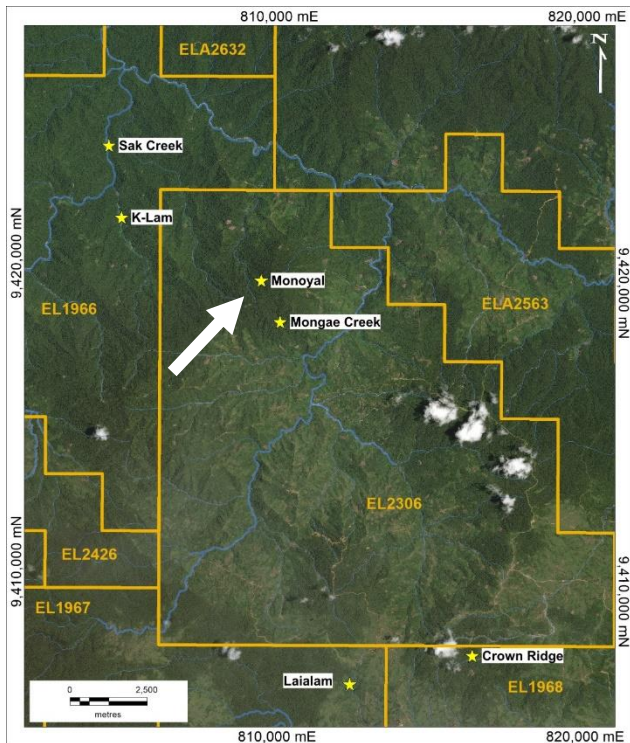 810,000 mE
820,000 mE
ELA2632
N
Sak Creek
K-Lam
9,420,000 mN
9,420,000 mN
Monoyal
EL1966
ELA2563
Mongae Creek
EL2306
9,410,000 mN
9,410,000 mN
EL2426
EL1967
Crown Ridge
Laialam
EL1968
0 2,500
metres
810,000 mE
820,000 mE